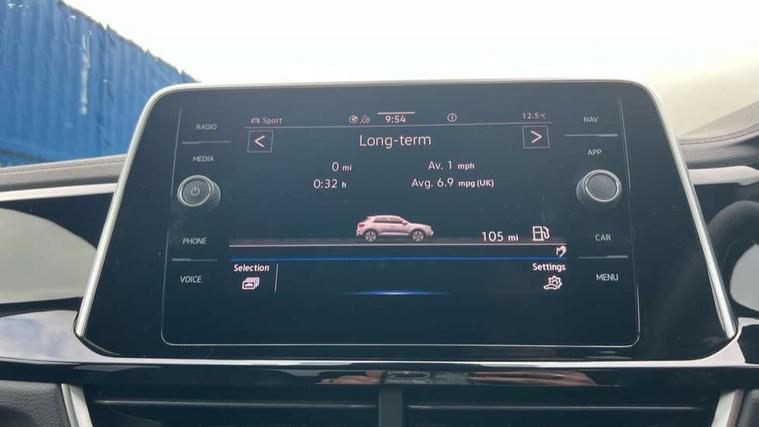 RADIO
MEDIA
PHONE
VOICE
Sport
9:54
12.5°C
Long-term
0 mi
Av. 1 mph
0:32 h
Avg. 6.9 mpg (UK)
105 mi
Selection
Settings
NAV
APP
CAR
MENU